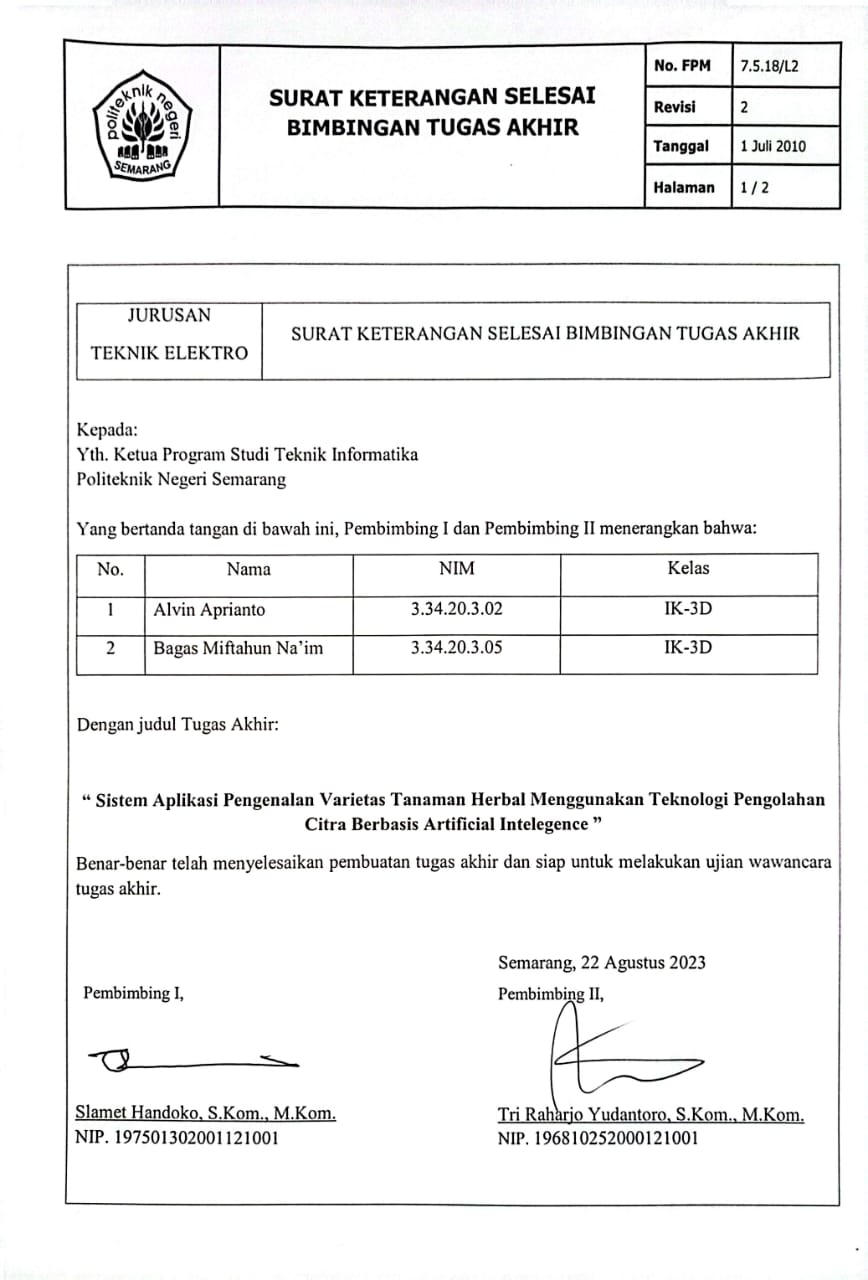 politeknik negeri
SEMARANG
SURAT KETERANGAN SELESAI
BIMBINGAN TUGAS AKHIR
No. FPM 7.5.18/L2
Revisi 2
Tanggal 1 Juli 2010
Halaman 1 / 2
JURUSAN
TEKNIK ELEKTRO
SURAT KETERANGAN SELESAI BIMBINGAN TUGAS AKHIR
Kepada:
Yth. Ketua Program Studi Teknik Informatika
Politeknik Negeri Semarang
Yang bertanda tangan di bawah ini, Pembimbing I dan Pembimbing II menerangkan bahwa:
No. Nama NIM Kelas
1 Alvin Aprianto 3.34.20.3.02 IK-3D
2 Bagas Miftahun Na’im 3.34.20.3.05 IK-3D
Dengan judul Tugas Akhir:
“ Sistem Aplikasi Pengenalan Varietas Tanaman Herbal Menggunakan Teknologi Pengolahan
Citra Berbasis Artificial Intelegence ”
Benar-benar telah menyelesaikan pembuatan tugas akhir dan siap untuk melakukan ujian wawancara
tugas akhir.
Semarang, 22 Agustus 2023
Pembimbing I, Pembimbing II,
Slamet Handoko, S.Kom., M.Kom. Tri Raharjo Yudantoro, S.Kom., M.Kom.
NIP. 197501302001121001 NIP. 196810252000121001